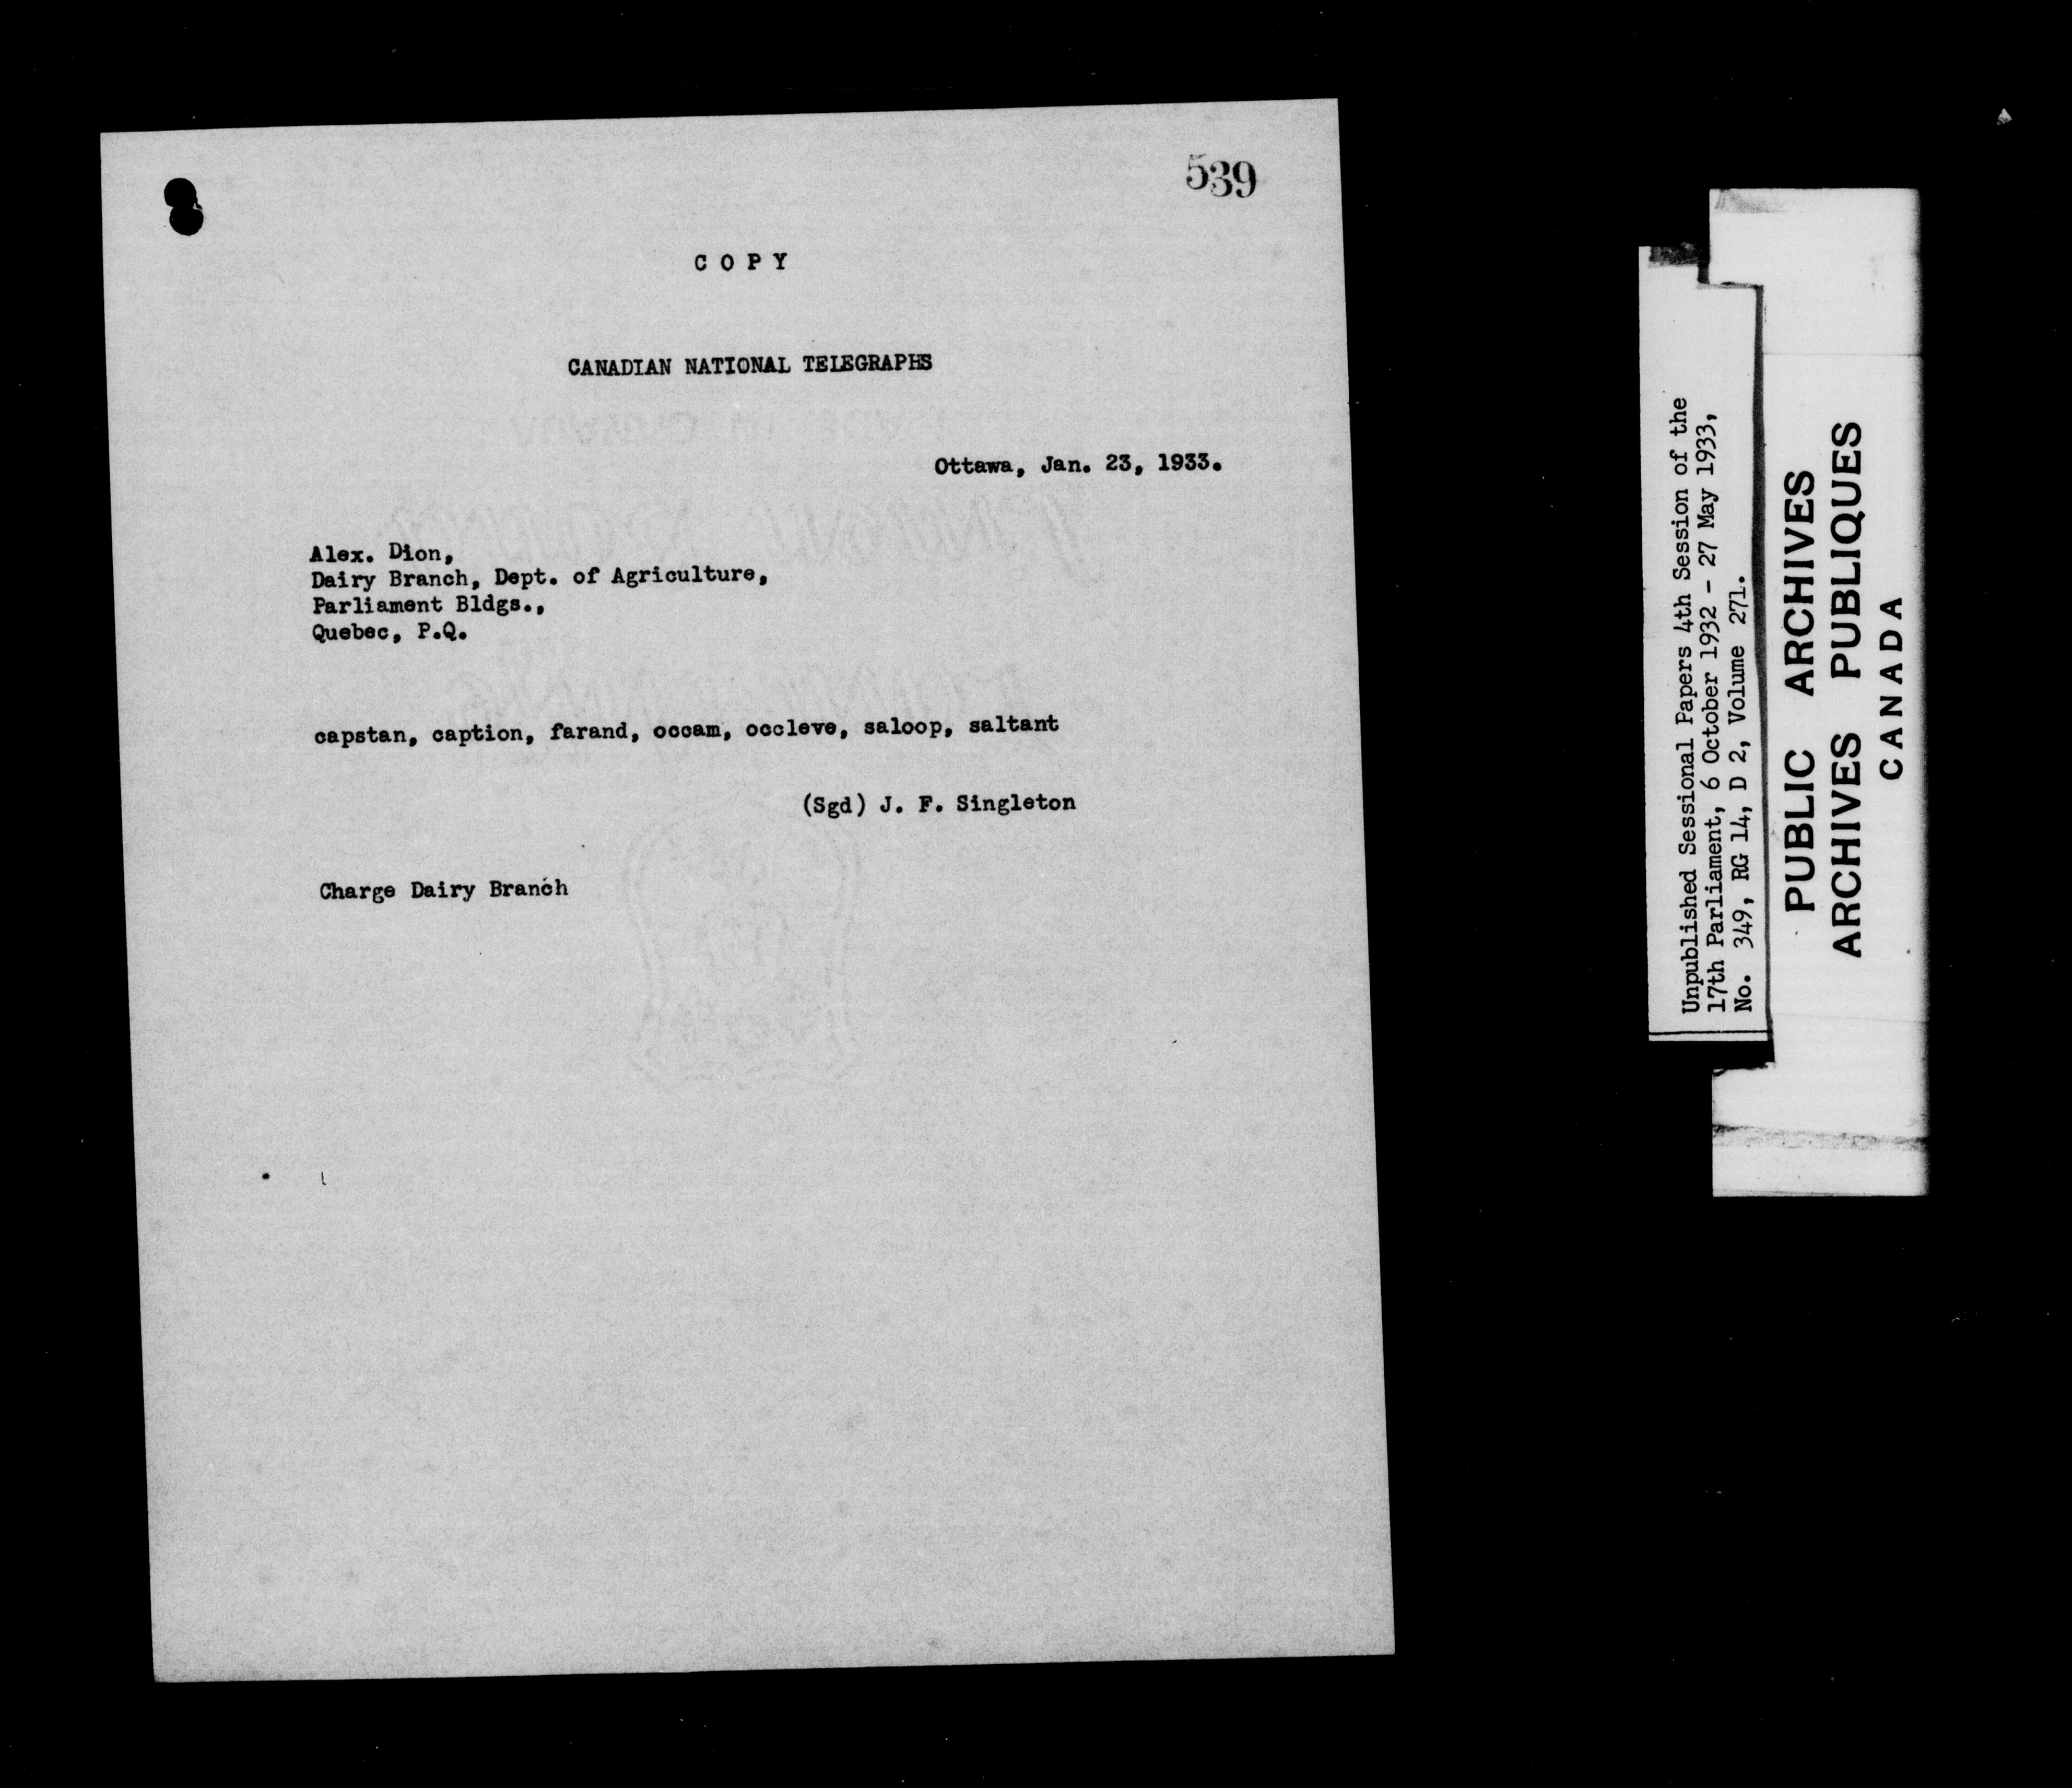 539
C O P Y
CANADIAN NATIONAL TELEGRAPHS
Ottawa, Jan. 23, 1933.
Alex. Dion,
Dairy Branch, Dept. of Agriculture,
Parliament Bldgs.,
Quebec, P.Q.
capstan, caption, farand, occam, occleve, saloop, saltant
(Sgd) J. F. Singleton
Charge Dairy Branch
Unpublished Sessional Papers 4th Session of the
17th Parliament, 6 October 1932 - 27 May 1933,
No. 349, RG 14, D 2, Volume 271.
PUBLIC ARCHIVES
ARCHIVES PUBLIQUES
CANADA